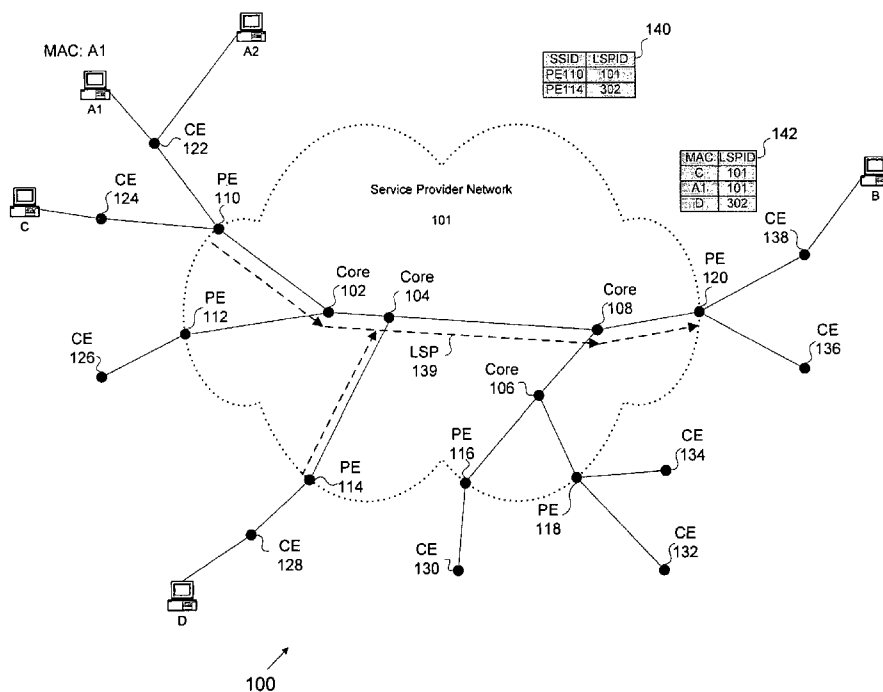 A2
140
MAC: A1
A1
SSID LSPID
PE110 101
PE114 302
CE
122
142
MAC LSPID
C 101
A1 101
D 302
B
CE
124
PE
110
C
Service Provider Network
101
CE
138
PE
120
Core
102
Core
104
Core
108
PE
112
CE
126
LSP
139
CE
136
Core
106
PE
114
PE
116
CE
134
PE
118
CE
128
CE
130
CE
132
D
100